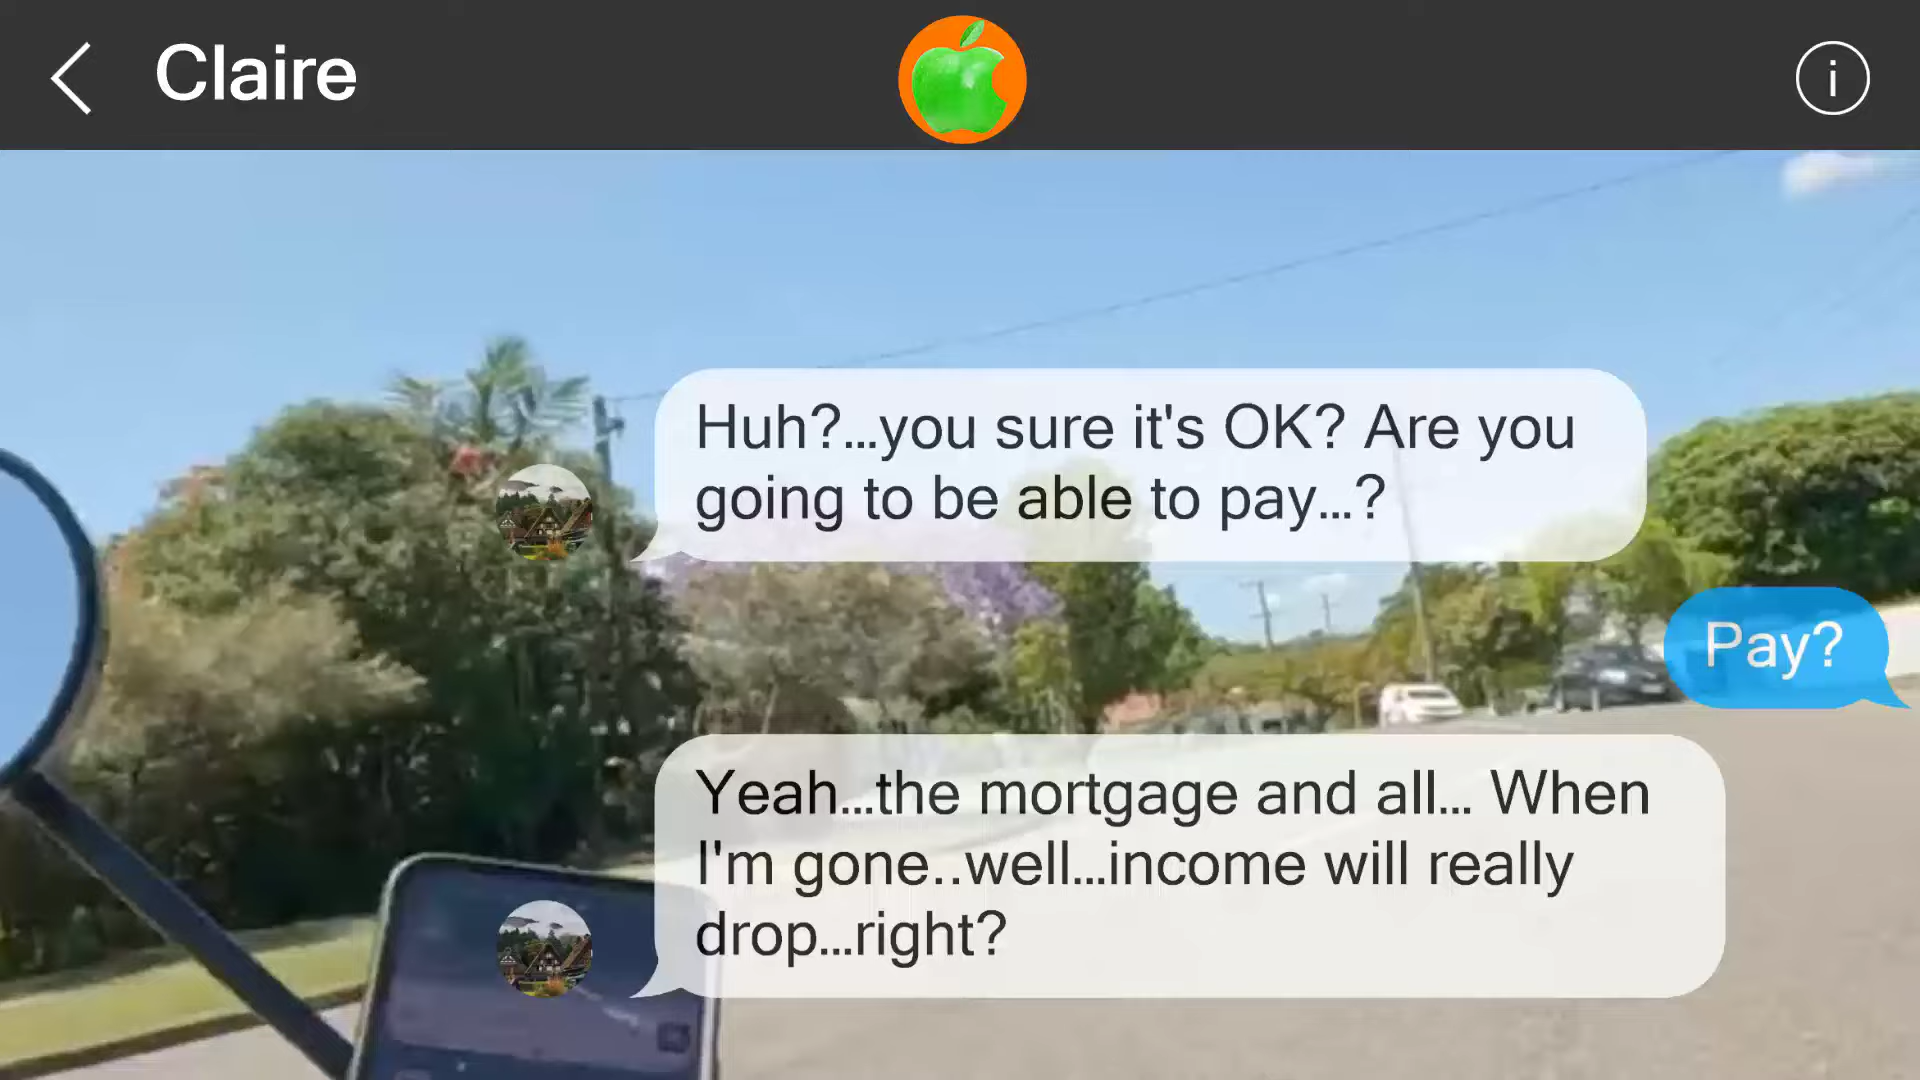 Claire
i
Huh?...you sure it's OK? Are you
going to be able to pay...?
Pay?
Yeah...the mortgage and all... When
I'm gone..well...income will really
drop...right?